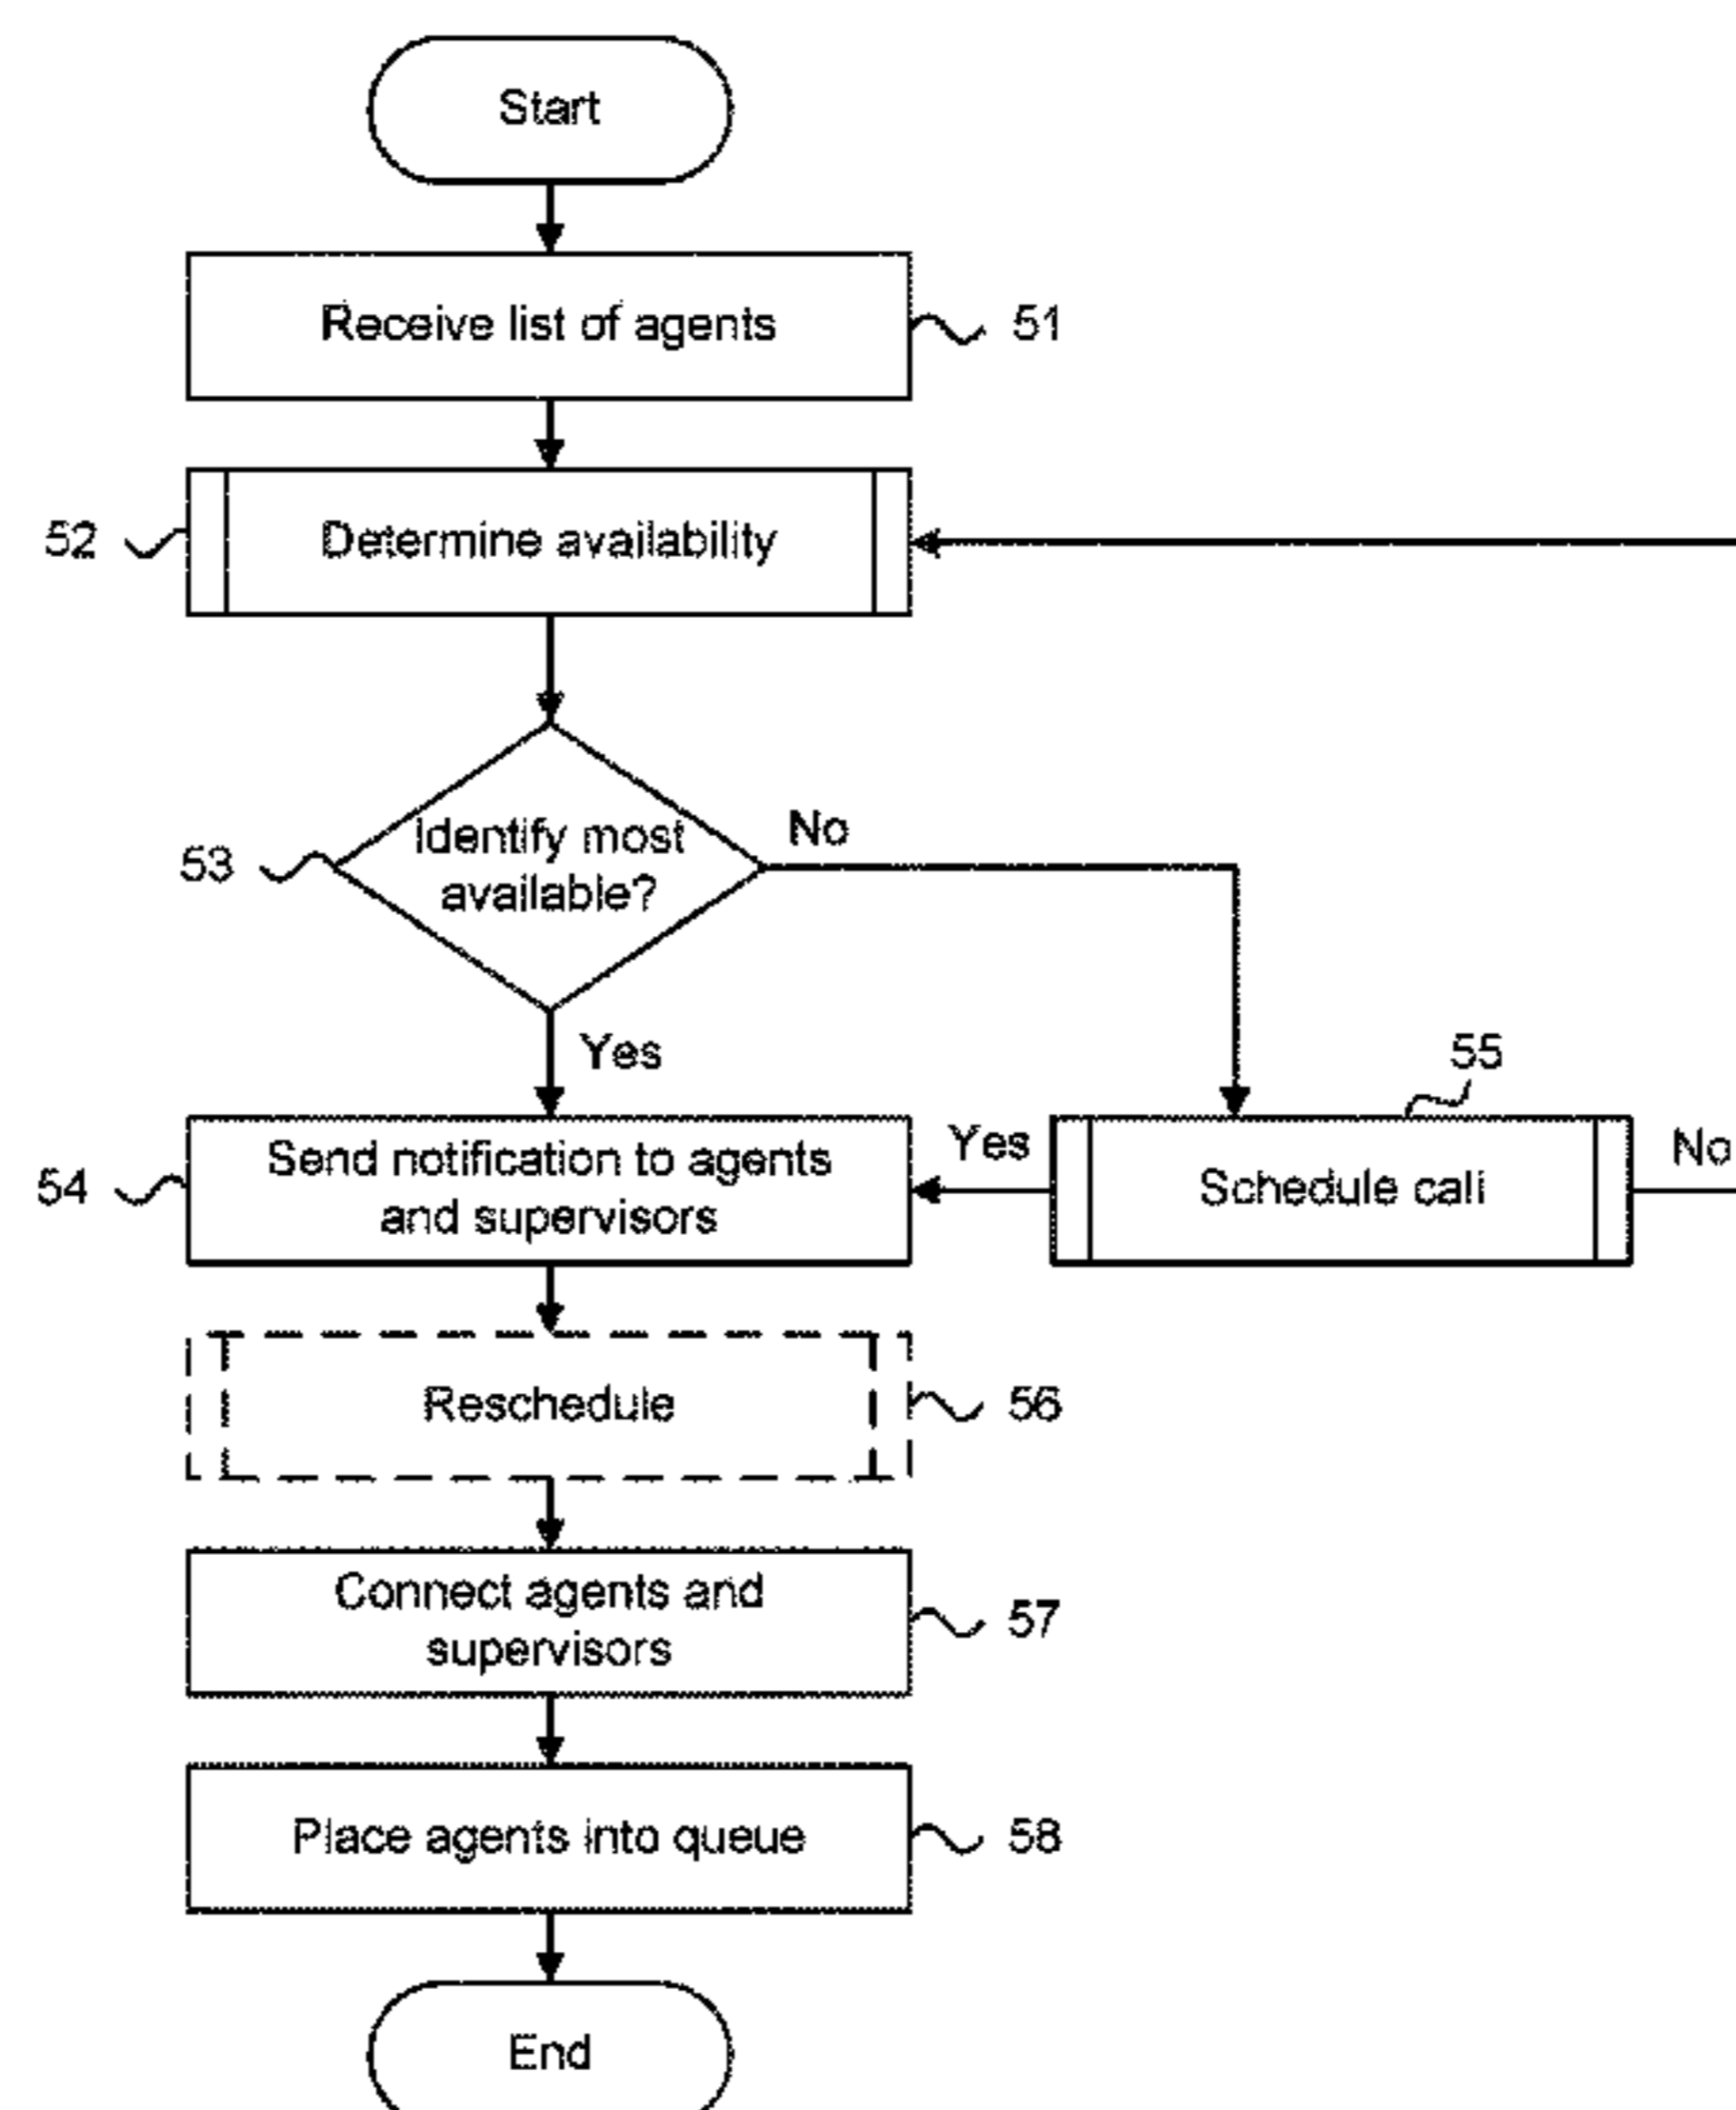 Start
Receive list of agents
51
52
Determine availability
53
Identify most
available?
No
Yes
54
Send notification to agents
and supervisors
Yes
55
Schedule call
No
Reschedule
56
Connect agents and
supervisors
57
Place agents into queue
58
End